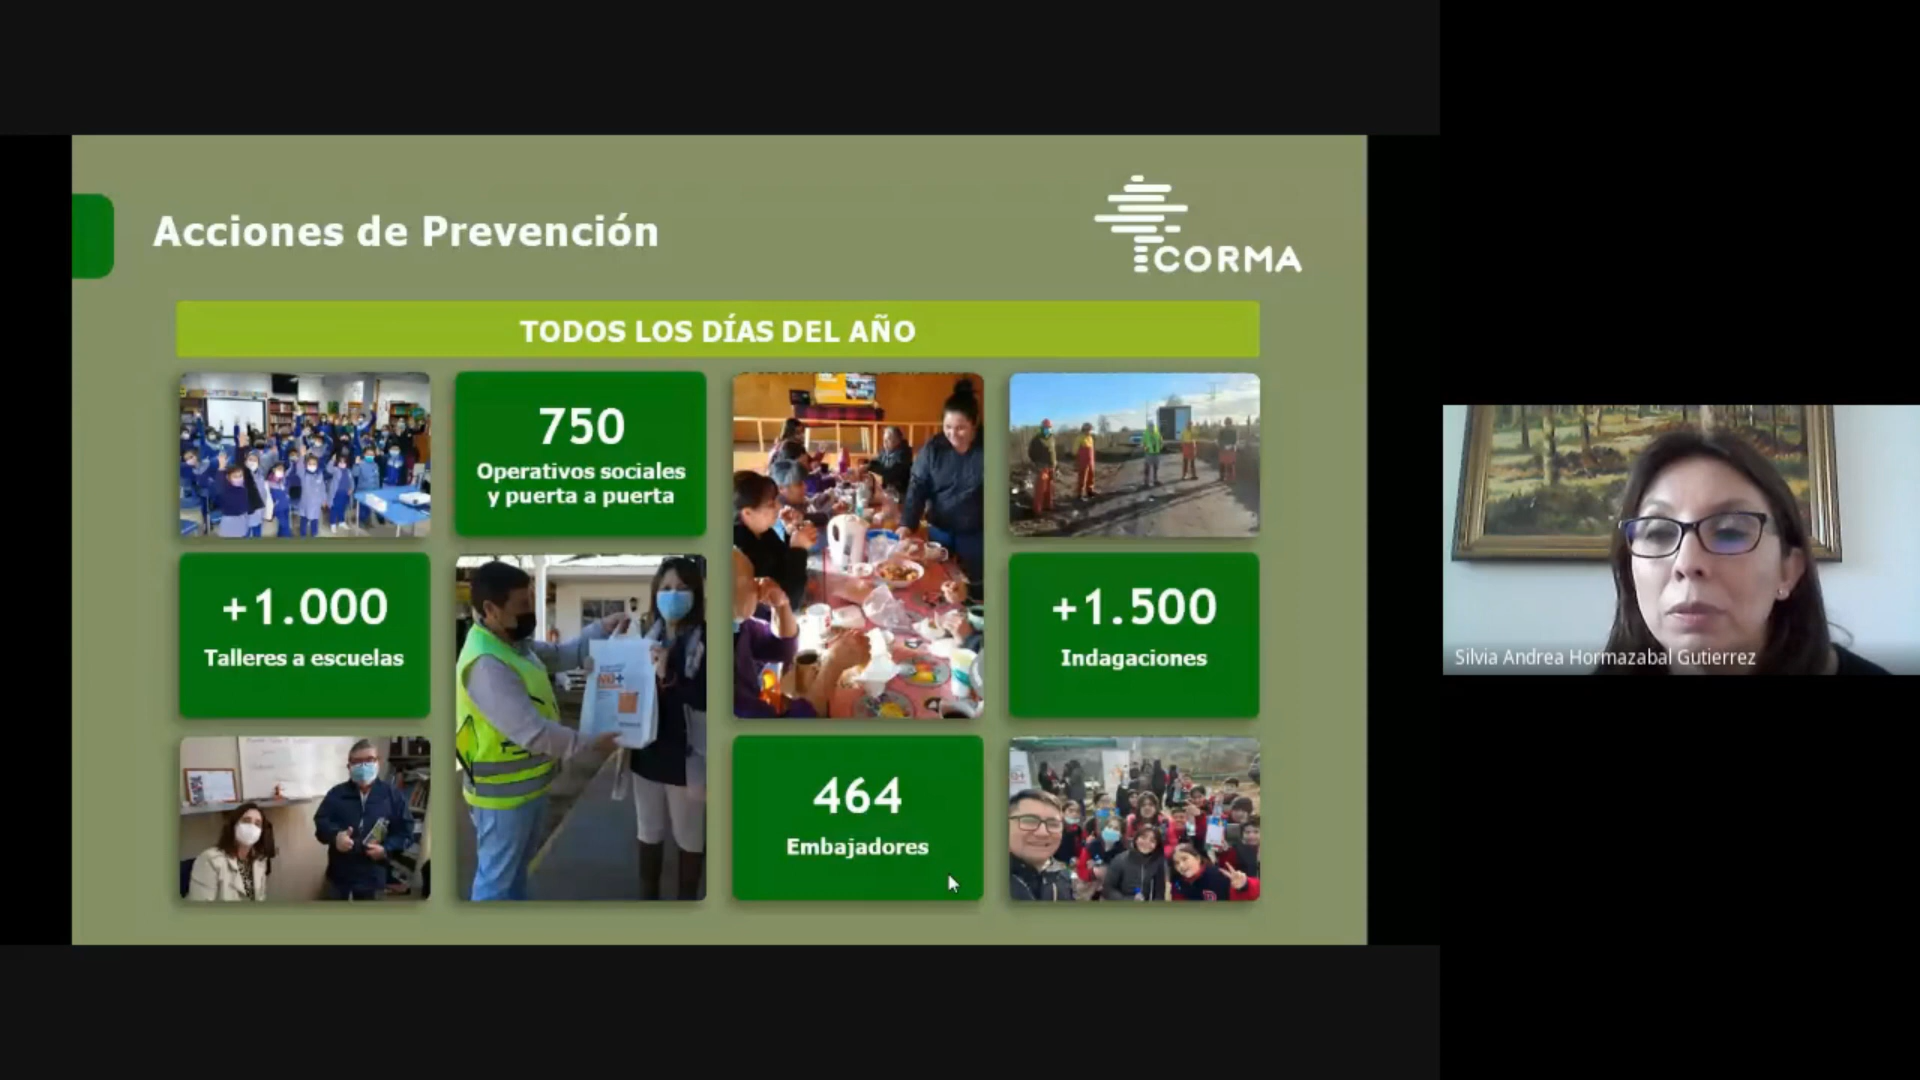 Acciones de Prevención
CORMA
TODOS LOS DÍAS DEL AÑO
750
Operativos sociales
y puerta a puerta
+1.000
Talleres a escuelas
+1.500
Indagaciones
464
Embajadores
Silvia Andrea Hormazabal Gutierrez